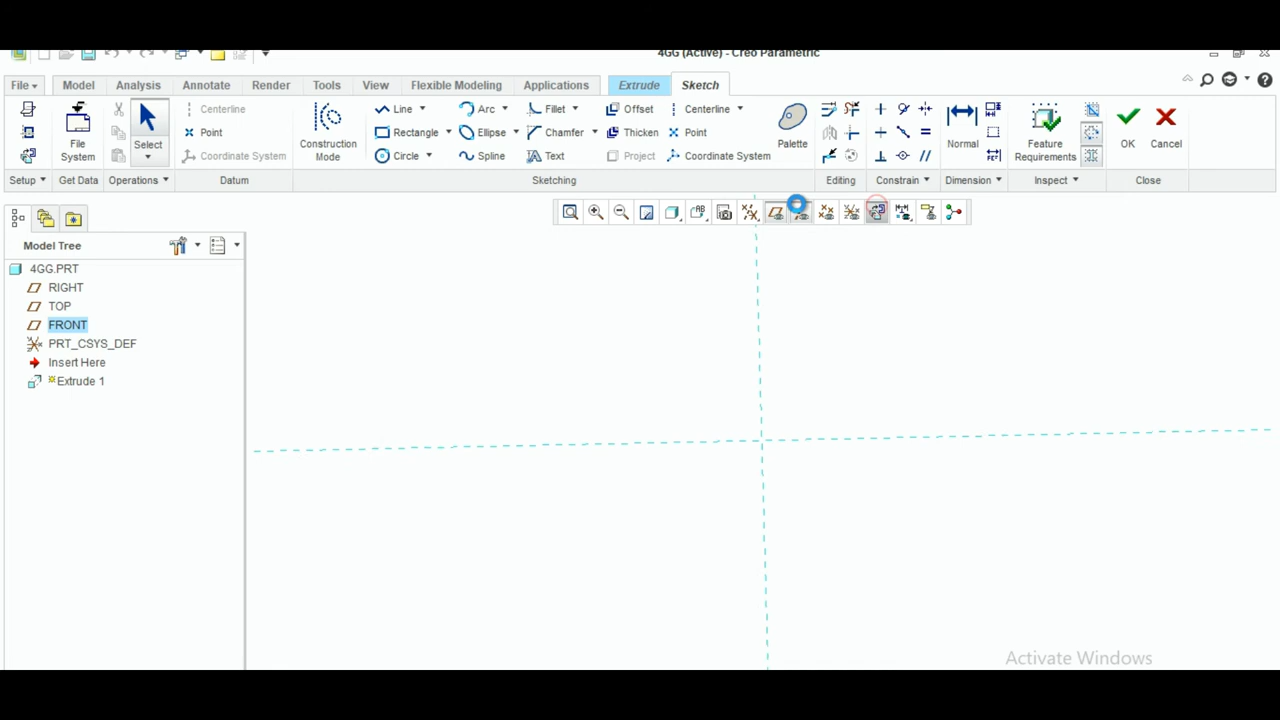 4GG (Active) - Creo Parametric
File Model Analysis Annotate Render Tools View Flexible Modeling Applications Extrude Sketch
Centerline Line Arc Fillet Offset Centerline
Point Rectangle Ellipse Chamfer Thicken Point
Coordinate System Circle Spline Text Project Coordinate System
File System
Select
Construction Mode
Palette
Normal
Feature Requirements
OK
Cancel
Setup Get Data Operations Datum Sketching Editing Constrain Dimension Inspect Close
Model Tree
4GG.PRT
RIGHT
TOP
FRONT
PRT_CSYS_DEF
Insert Here
Extrude 1
Activate Windows